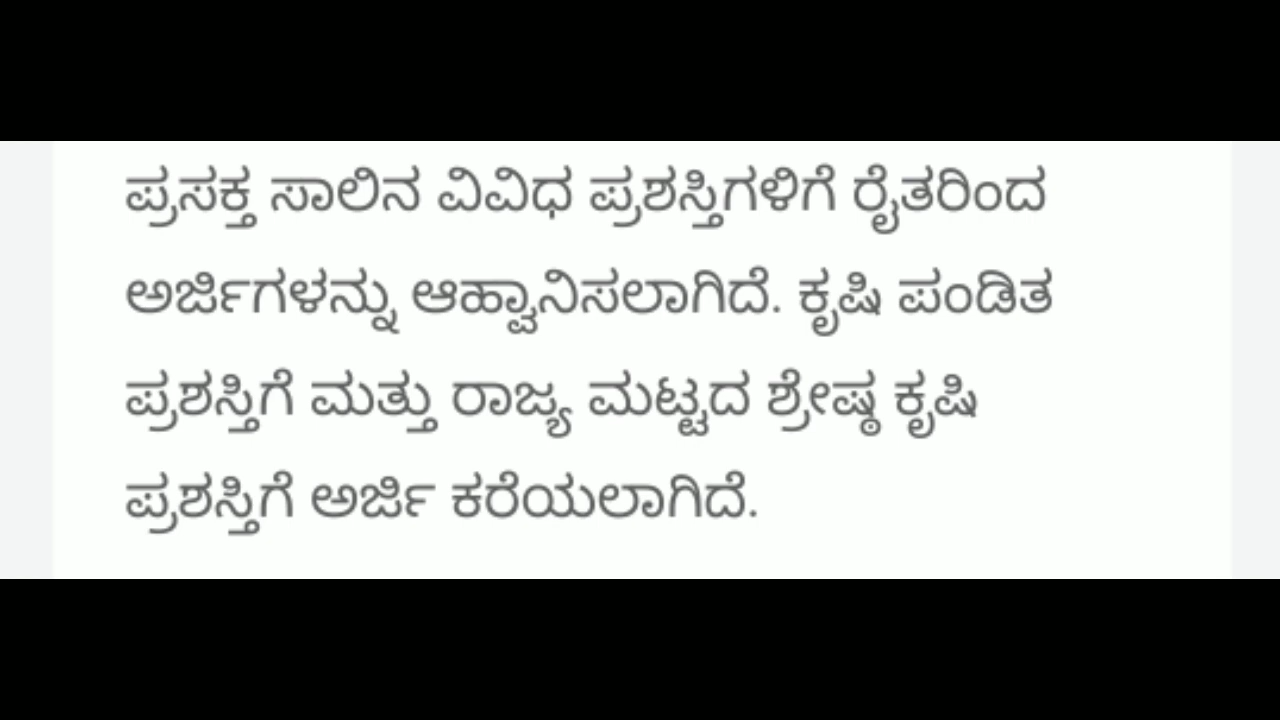 ಪ್ರಸಕ್ತ ಸಾಲಿನ ವಿವಿಧ ಪ್ರಶಸ್ತಿಗಳಿಗೆ ರೈತರಿಂದ
ಅರ್ಜಿಗಳನ್ನು ಆಹ್ವಾನಿಸಲಾಗಿದೆ. ಕೃಷಿ ಪಂಡಿತ
ಪ್ರಶಸ್ತಿಗೆ ಮತ್ತು ರಾಜ್ಯ ಮಟ್ಟದ ಶ್ರೇಷ್ಠ ಕೃಷಿ
ಪ್ರಶಸ್ತಿಗೆ ಅರ್ಜಿ ಕರೆಯಲಾಗಿದೆ.